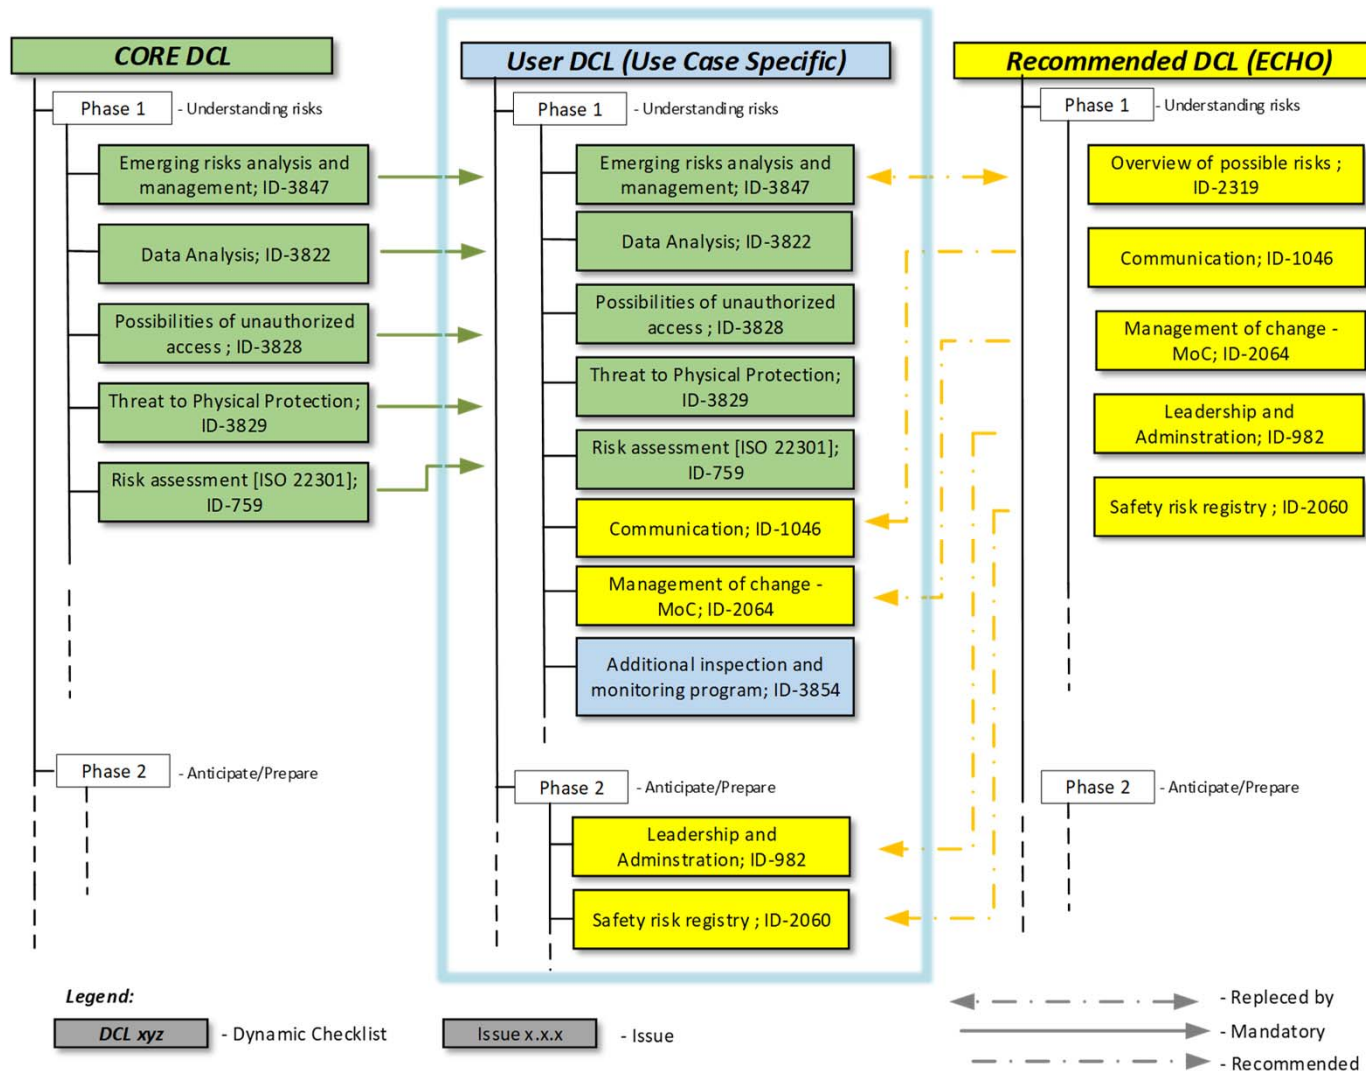 CORE DCL
Phase 1
- Understanding risks
Emerging risks analysis and
management; ID-3847
Data Analysis; ID-3822
Possibilities of unauthorized
access ; ID-3828
Threat to Physical Protection;
ID-3829
Risk assessment [ISO 22301];
ID-759
Phase 2
- Anticipate/Prepare
User DCL (Use Case Specific)
Phase 1
- Understanding risks
Emerging risks analysis and
management; ID-3847
Data Analysis; ID-3822
Possibilities of unauthorized
access ; ID-3828
Threat to Physical Protection;
ID-3829
Risk assessment [ISO 22301];
ID-759
Communication; ID-1046
Management of change -
MoC; ID-2064
Additional inspection and
monitoring program; ID-3854
Phase 2
- Anticipate/Prepare
Leadership and
Adminstration; ID-982
Safety risk registry ; ID-2060
Recommended DCL (ECHO)
Phase 1
- Understanding risks
Overview of possible risks ;
ID-2319
Communication; ID-1046
Management of change -
MoC; ID-2064
Leadership and
Adminstration; ID-982
Safety risk registry ; ID-2060
Phase 2
- Anticipate/Prepare
Legend:
DCL xyz
- Dynamic Checklist
Issue x.x.x
- Issue
- Repleced by
- Mandatory
- Recommended